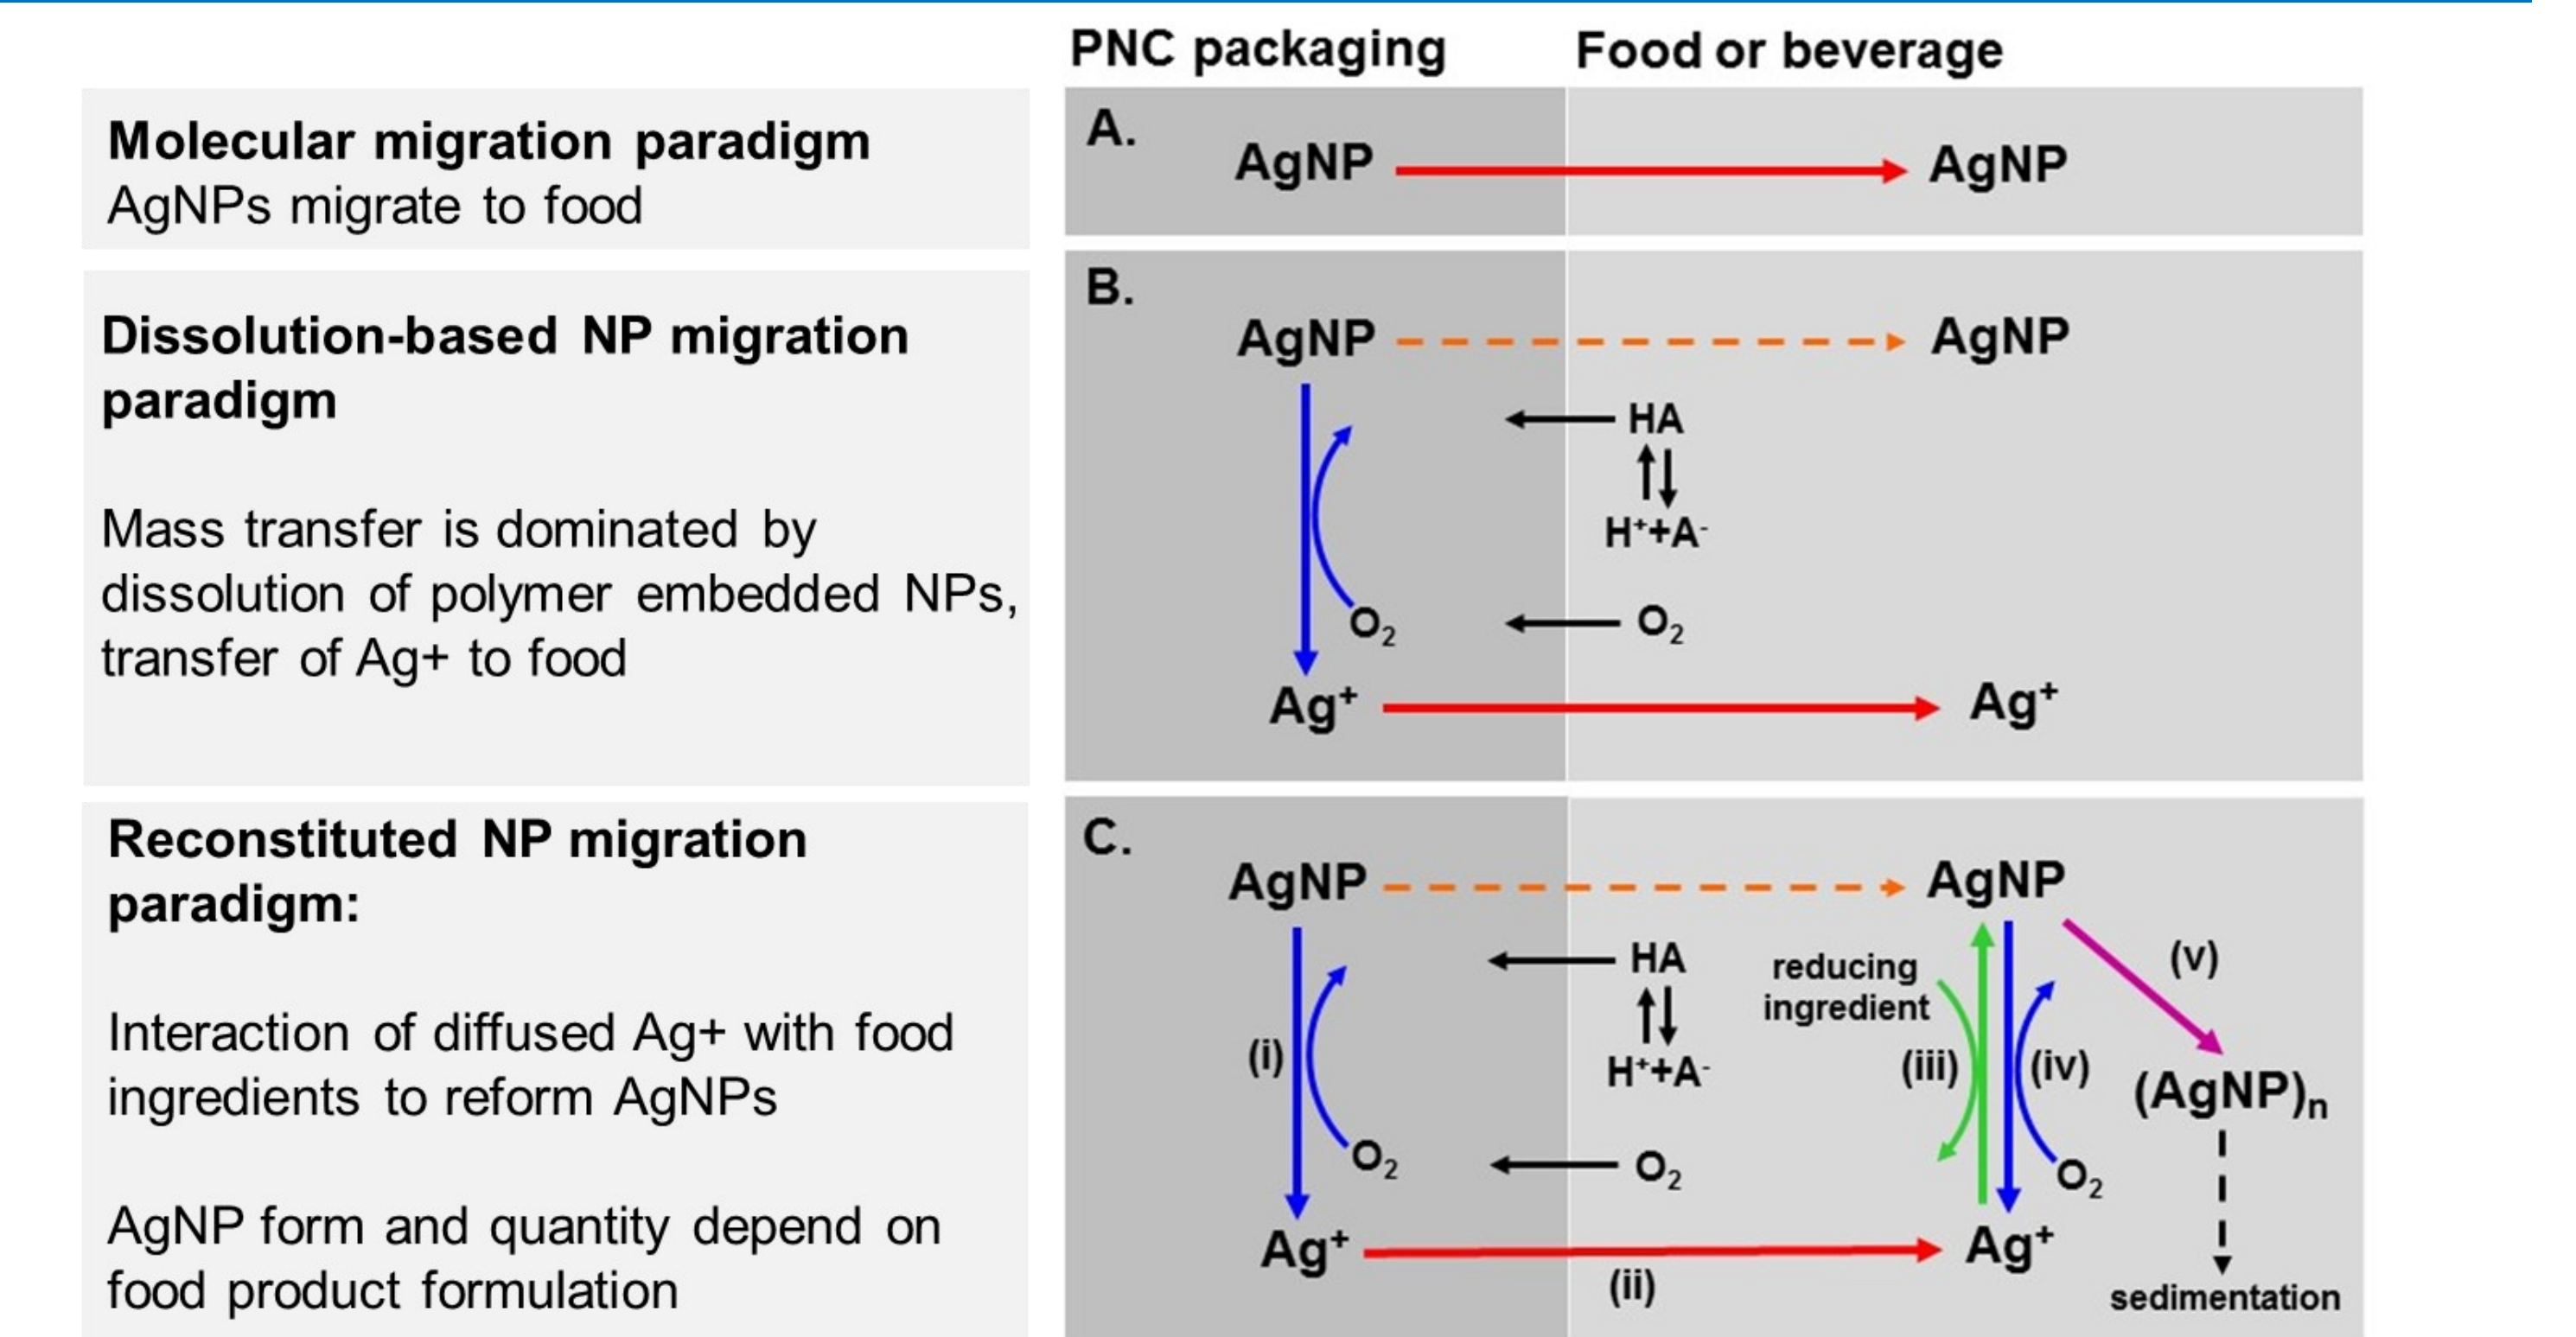 PNC packaging
Food or beverage
Molecular migration paradigm
AgNPs migrate to food
A.
AgNP
AgNP
Dissolution-based NP migration
paradigm
Mass transfer is dominated by
dissolution of polymer embedded NPs,
transfer of Ag+ to food
B.
AgNP
AgNP
HA
H⁺+A⁻
O₂
O₂
Ag⁺
Ag⁺
Reconstituted NP migration
paradigm:
Interaction of diffused Ag+ with food
ingredients to reform AgNPs
AgNP form and quantity depend on
food product formulation
C.
AgNP
AgNP
HA
reducing
ingredient
(v)
(i)
H⁺+A⁻
(iii)
(iv)
(AgNP)ₙ
O₂
O₂
O₂
Ag⁺
Ag⁺
(ii)
sedimentation